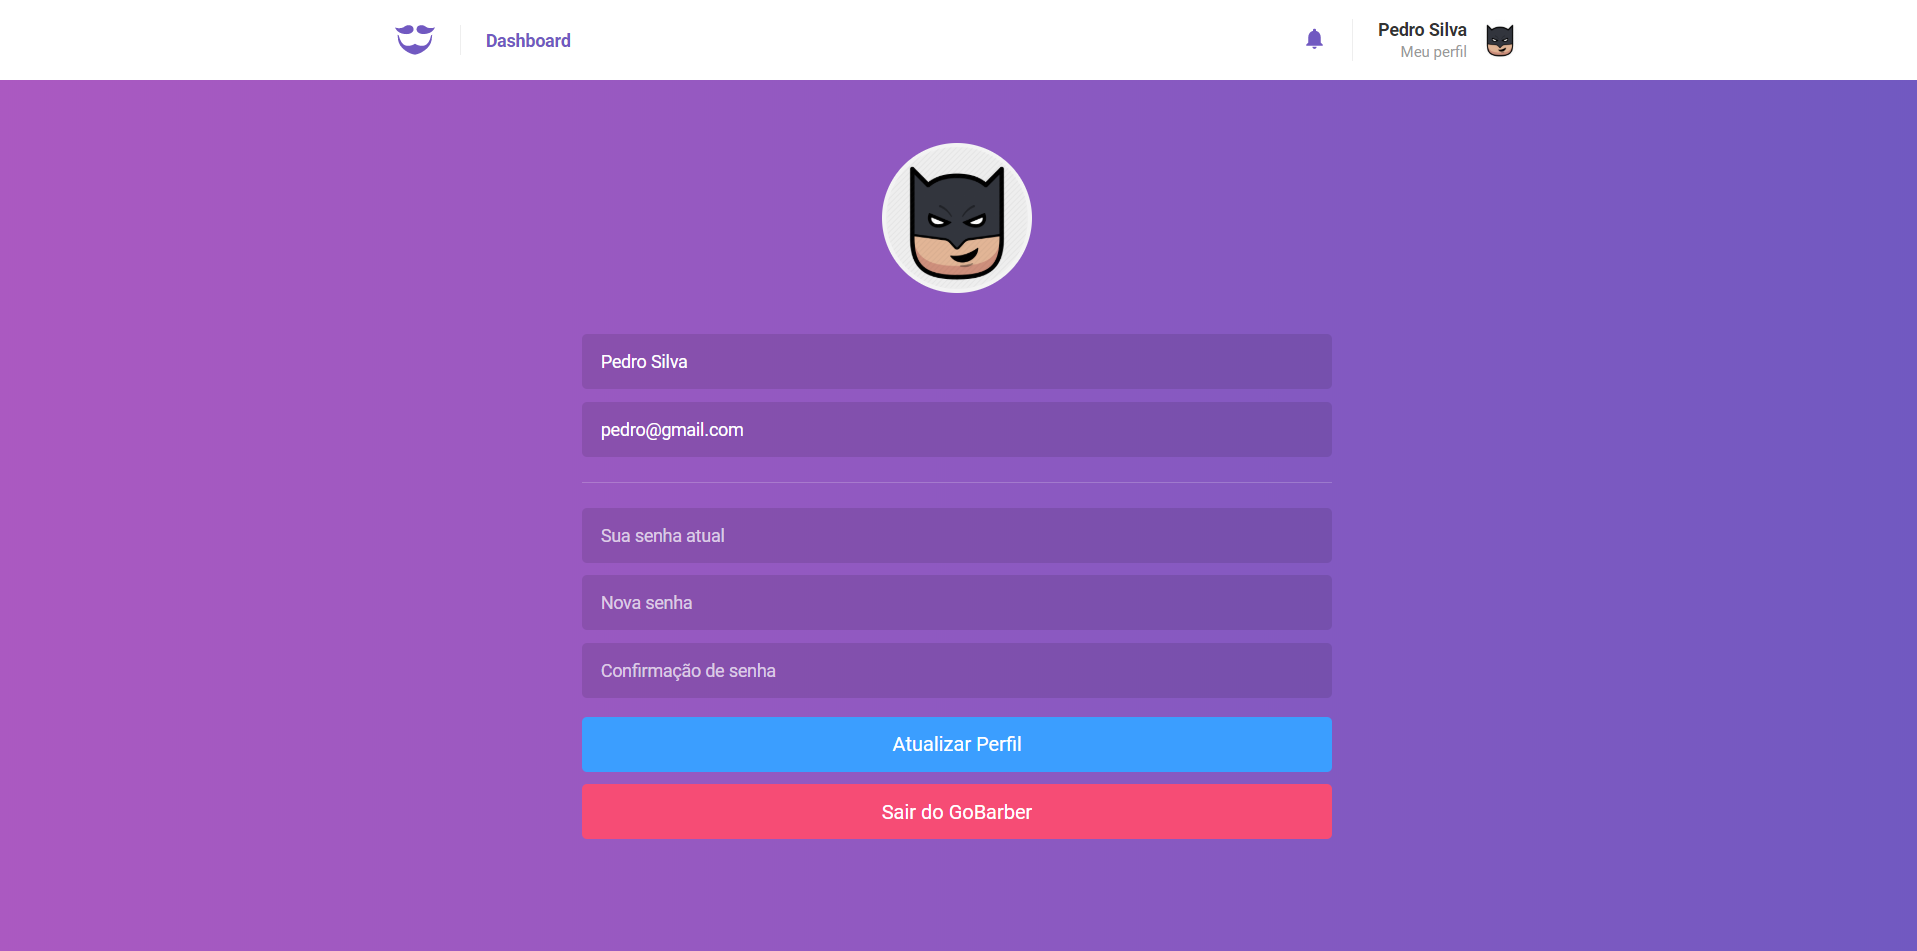 Dashboard
Pedro Silva
Meu perfil
Pedro Silva
pedro@gmail.com
Sua senha atual
Nova senha
Confirmação de senha
Atualizar Perfil
Sair do GoBarber